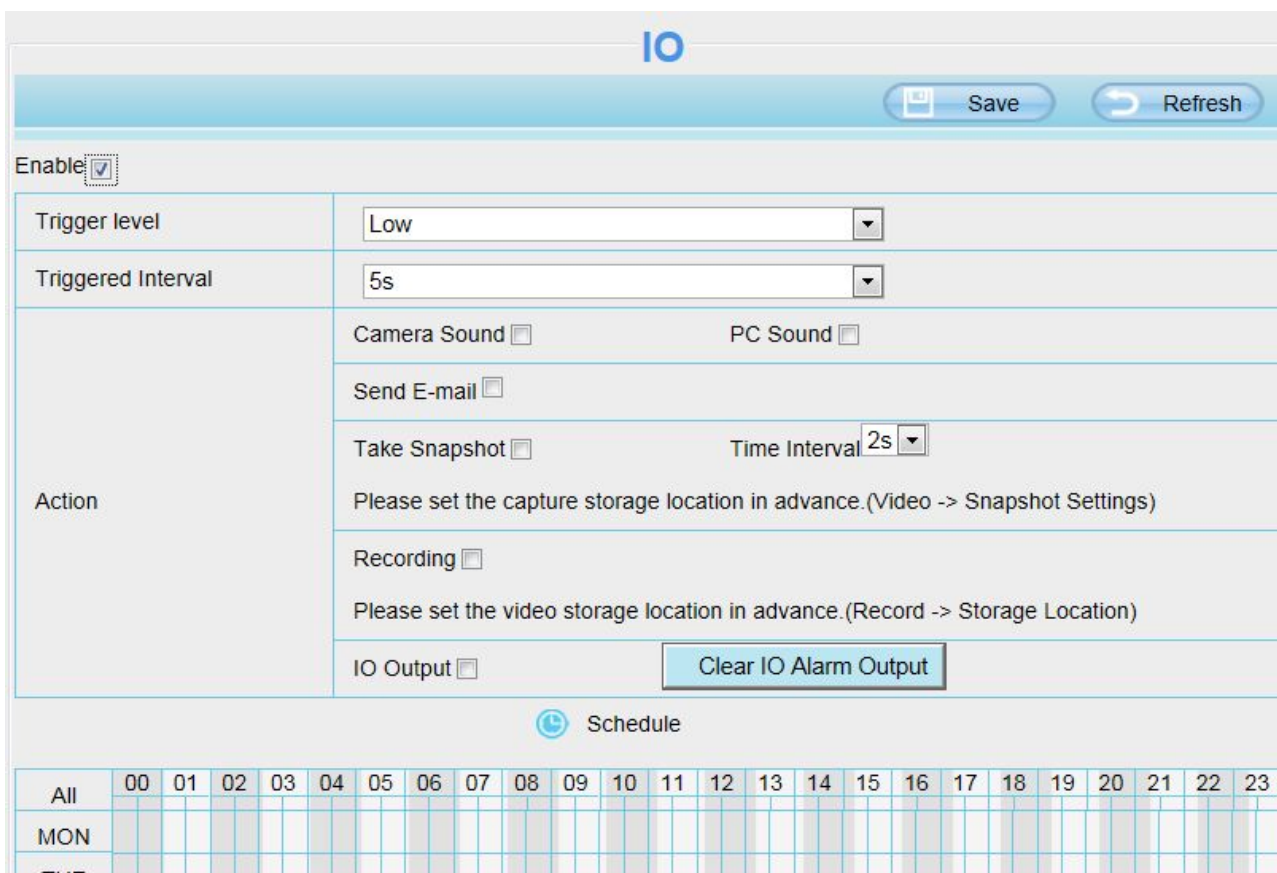 IO
Save Refresh
Enable
Trigger level Low
Triggered Interval 5s
Camera Sound PC Sound
Send E-mail
Take Snapshot Time Interval 2s
Action Please set the capture storage location in advance.(Video -> Snapshot Settings)
Recording
Please set the video storage location in advance.(Record -> Storage Location)
IO Output Clear IO Alarm Output
Schedule
All 00 01 02 03 04 05 06 07 08 09 10 11 12 13 14 15 16 17 18 19 20 21 22 23
MON